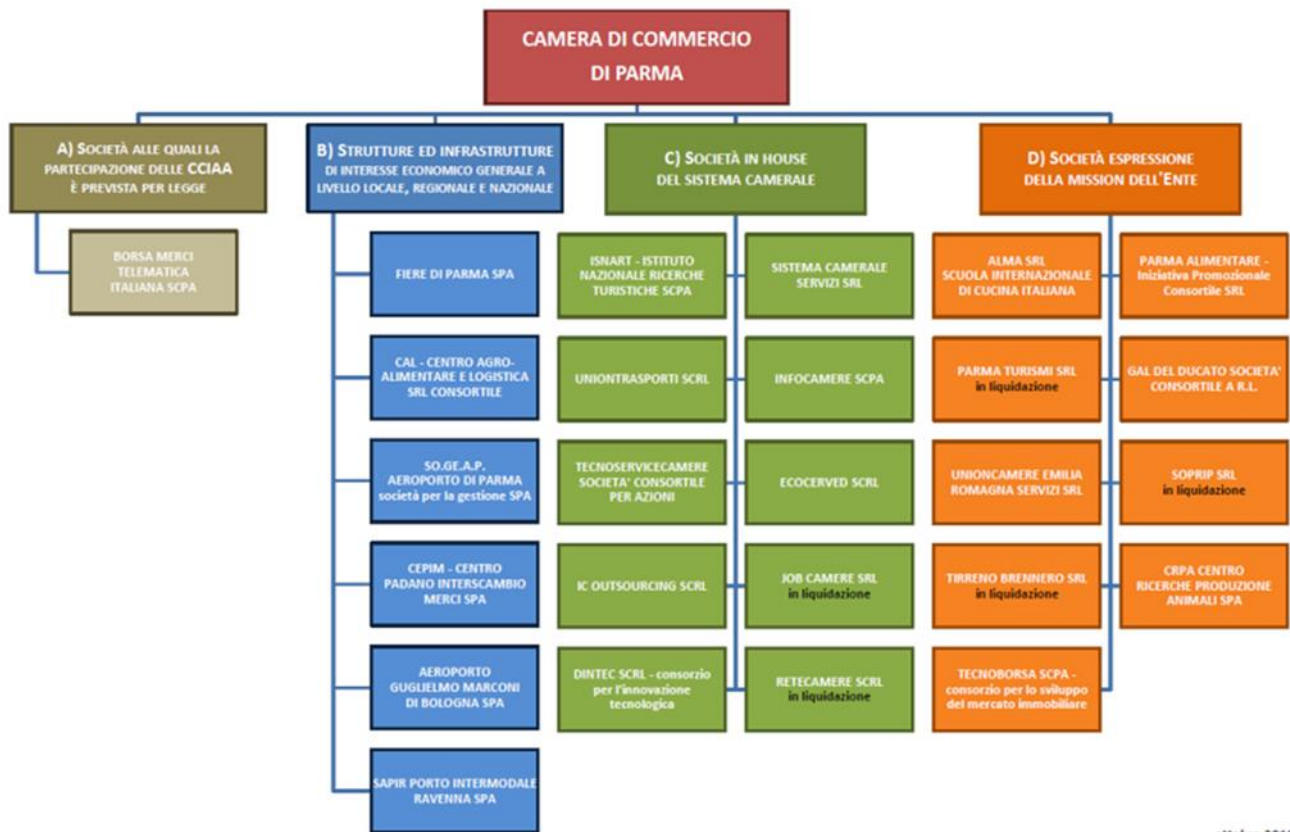 CAMERA DI COMMERCIO
DI PARMA
A) SOCIETÀ ALLE QUALI LA
PARTECIPAZIONE DELLE CCIAA
È PREVISTA PER LEGGE
BORSA MERCI
TELEMATICA
ITALIANA SCPA
B) STRUTTURE ED INFRASTRUTTURE
DI INTERESSE ECONOMICO GENERALE A
LIVELLO LOCALE, REGIONALE E NAZIONALE
FIERE DI PARMA SPA
CAL - CENTRO AGRO-
ALIMENTARE E LOGISTICA
SRL CONSORTILE
SO.GE.A.P.
AEROPORTO DI PARMA
società per la gestione SPA
CEPIM - CENTRO
PADANO INTERSCAMBIO
MERCI SPA
AEROPORTO
GUGLIELMO MARCONI
DI BOLOGNA SPA
SAPIR PORTO INTERMODALE
RAVENNA SPA
C) SOCIETÀ IN HOUSE
DEL SISTEMA CAMERALE
ISNART - ISTITUTO
NAZIONALE RICERCHE
TURISTICHE SCPA
SISTEMA CAMERALE
SERVIZI SRL
UNIONTRASPORTI SCRL
INFOCAMERE SCPA
TECNOSERVICECAMERE
SOCIETA' CONSORTILE
PER AZIONI
ECOCERVED SCRL
IC OUTSOURCING SCRL
JOB CAMERE SRL
in liquidazione
DINTEC SCRL - consorzio
per l'innovazione
tecnologica
RETECAMERE SCRL
in liquidazione
D) SOCIETÀ ESPRESSIONE
DELLA MISSION DELL'ENTE
ALMA SRL
SCUOLA INTERNAZIONALE
DI CUCINA ITALIANA
PARMA ALIMENTARE -
Iniziativa Promozionale
Consortile SRL
PARMA TURISMI SRL
in liquidazione
GAL DEL DUCATO SOCIETA'
CONSORTILE A R.L.
UNIONCAMERE EMILIA
ROMAGNA SERVIZI SRL
SOPRIP SRL
in liquidazione
TIRRENO BRENNERO SRL
in liquidazione
CRPA CENTRO
RICERCHE PRODUZIONE
ANIMALI SPA
TECNOBORSA SCPA -
consorzio per lo sviluppo
del mercato immobiliare